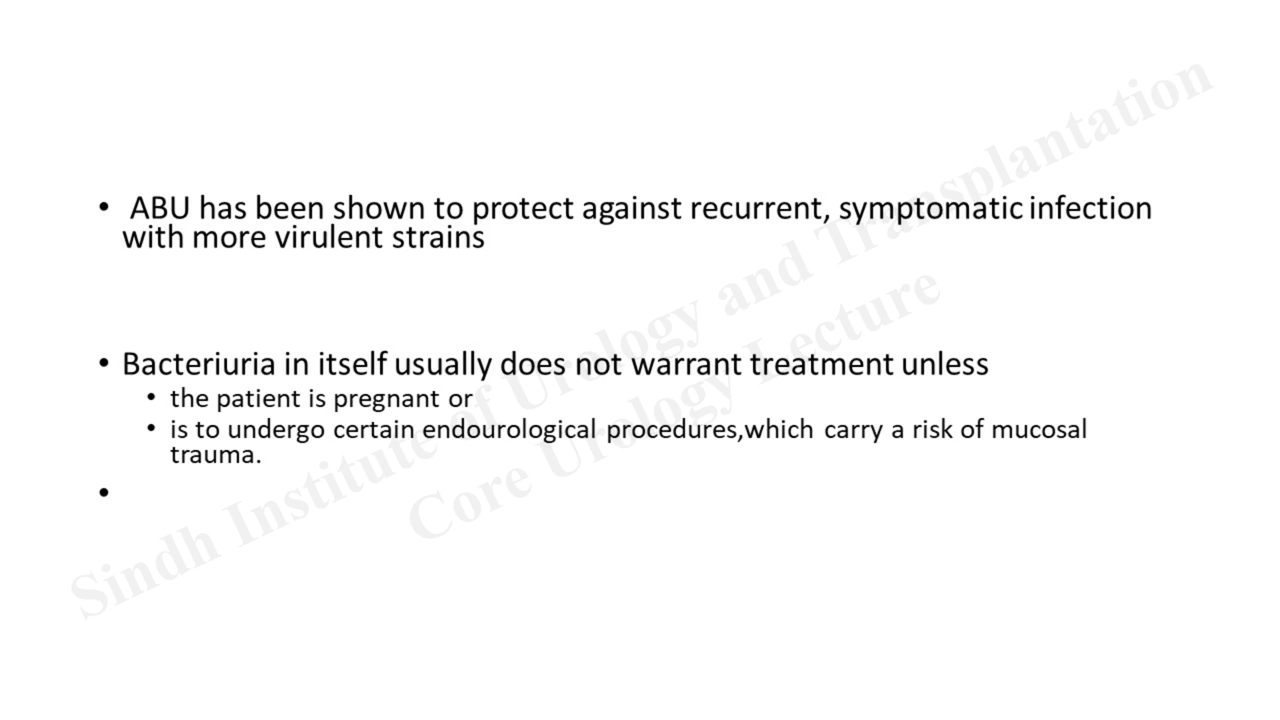 • ABU has been shown to protect against recurrent, symptomatic infection
with more virulent strains
• Bacteriuria in itself usually does not warrant treatment unless
• the patient is pregnant or
• is to undergo certain endourological procedures,which carry a risk of mucosal
trauma.
•
Sindh Institute of Urology and Transplantation
Core Urology Lecture